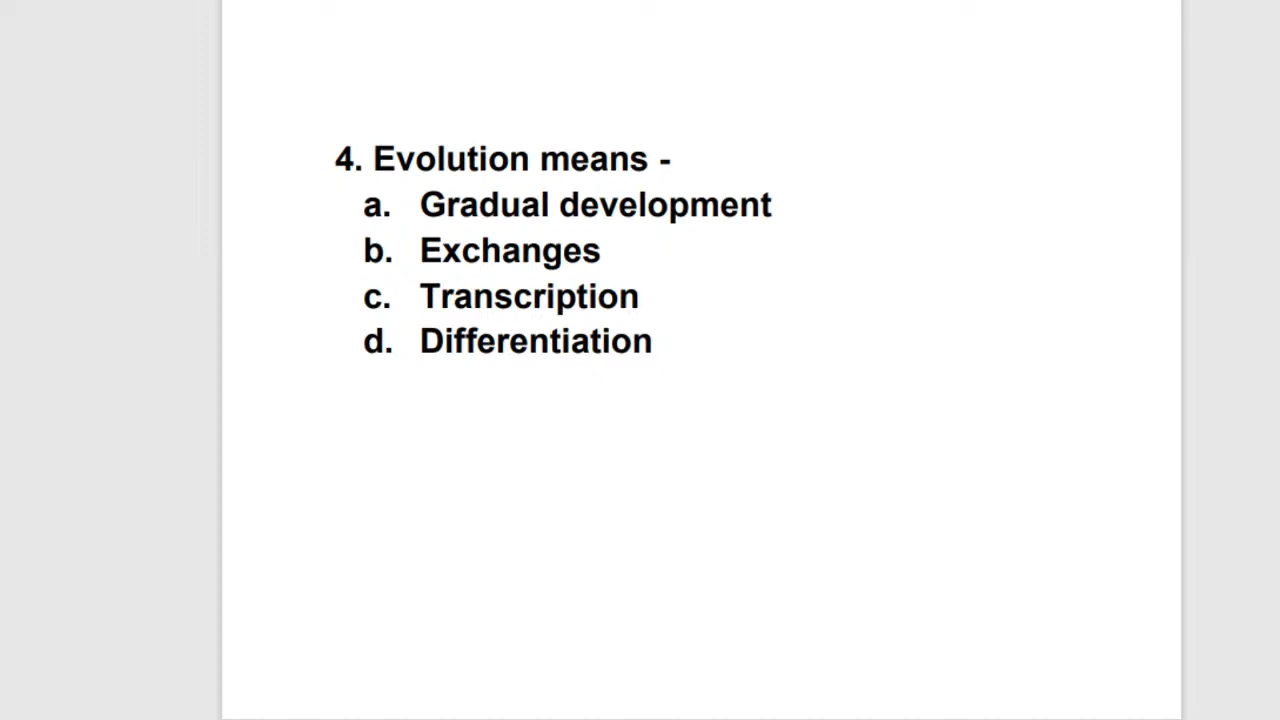 4. Evolution means -
a. Gradual development
b. Exchanges
c. Transcription
d. Differentiation